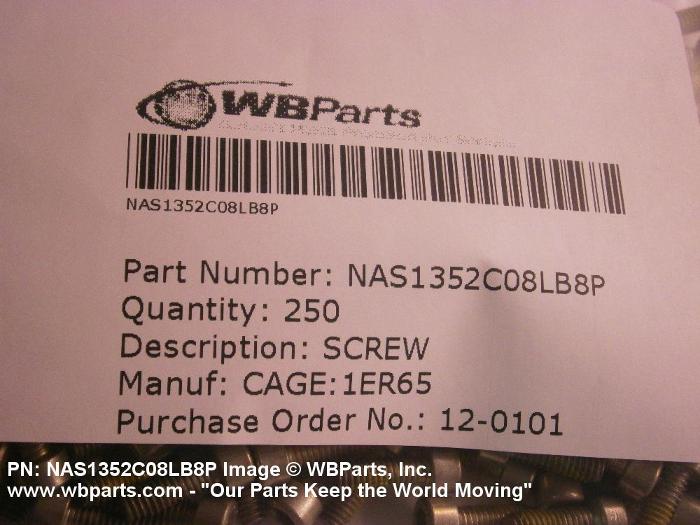 WBParts
NAS1352C08LB8P
Part Number: NAS1352C08LB8P
Quantity: 250
Description: SCREW
Manuf: CAGE:1ER65
Purchase Order No.: 12-0101
PN: NAS1352C08LB8P Image © WBParts, Inc.
www.wbparts.com - "Our Parts Keep the World Moving"